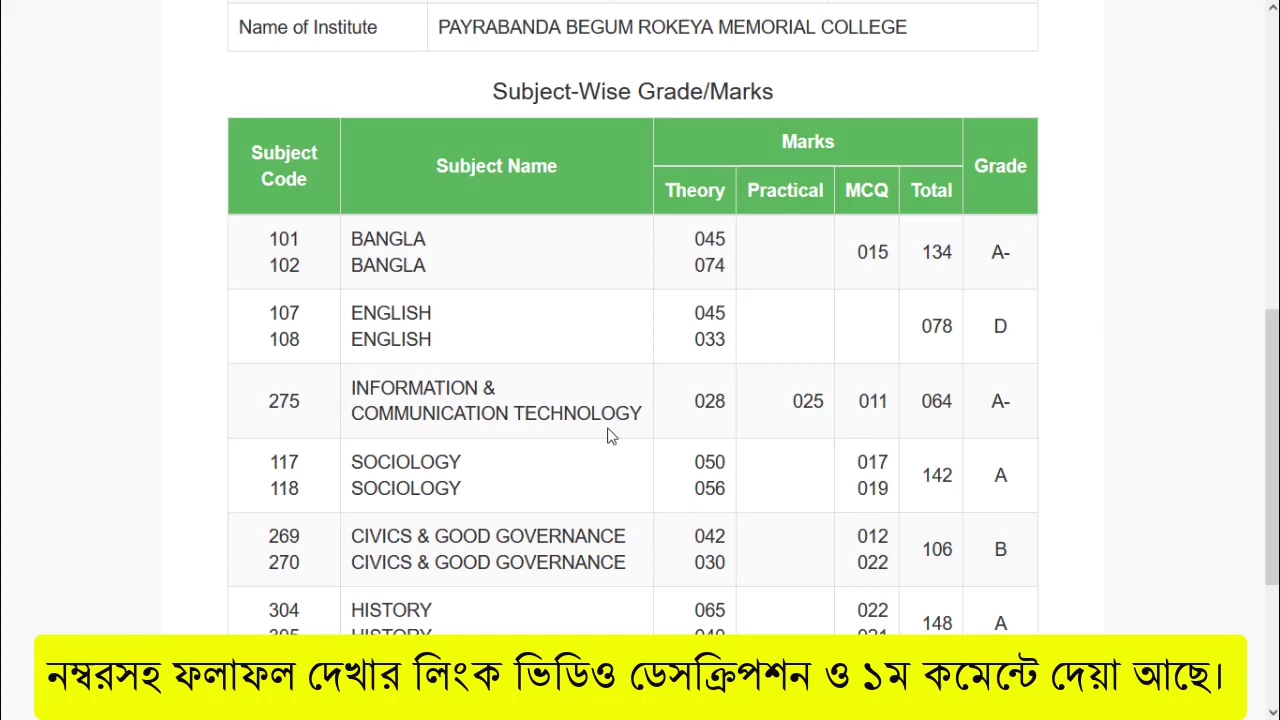 Name of Institute PAYRABANDA BEGUM ROKEYA MEMORIAL COLLEGE
Subject-Wise Grade/Marks
Subject Code Subject Name Marks Grade
Theory Practical MCQ Total
101 BANGLA 045 015 134 A-
102 BANGLA 074
107 ENGLISH 045 078 D
108 ENGLISH 033
275 INFORMATION & COMMUNICATION TECHNOLOGY 028 025 011 064 A-
117 SOCIOLOGY 050 017 142 A
118 SOCIOLOGY 056 019
269 CIVICS & GOOD GOVERNANCE 042 012 106 B
270 CIVICS & GOOD GOVERNANCE 030 022
304 HISTORY 065 022 148 A
HISTORY
নম্বরসহ ফলাফল দেখার লিংক ভিডিও ডেসক্রিপশন ও ১ম কমেন্টে দেয়া আছে।